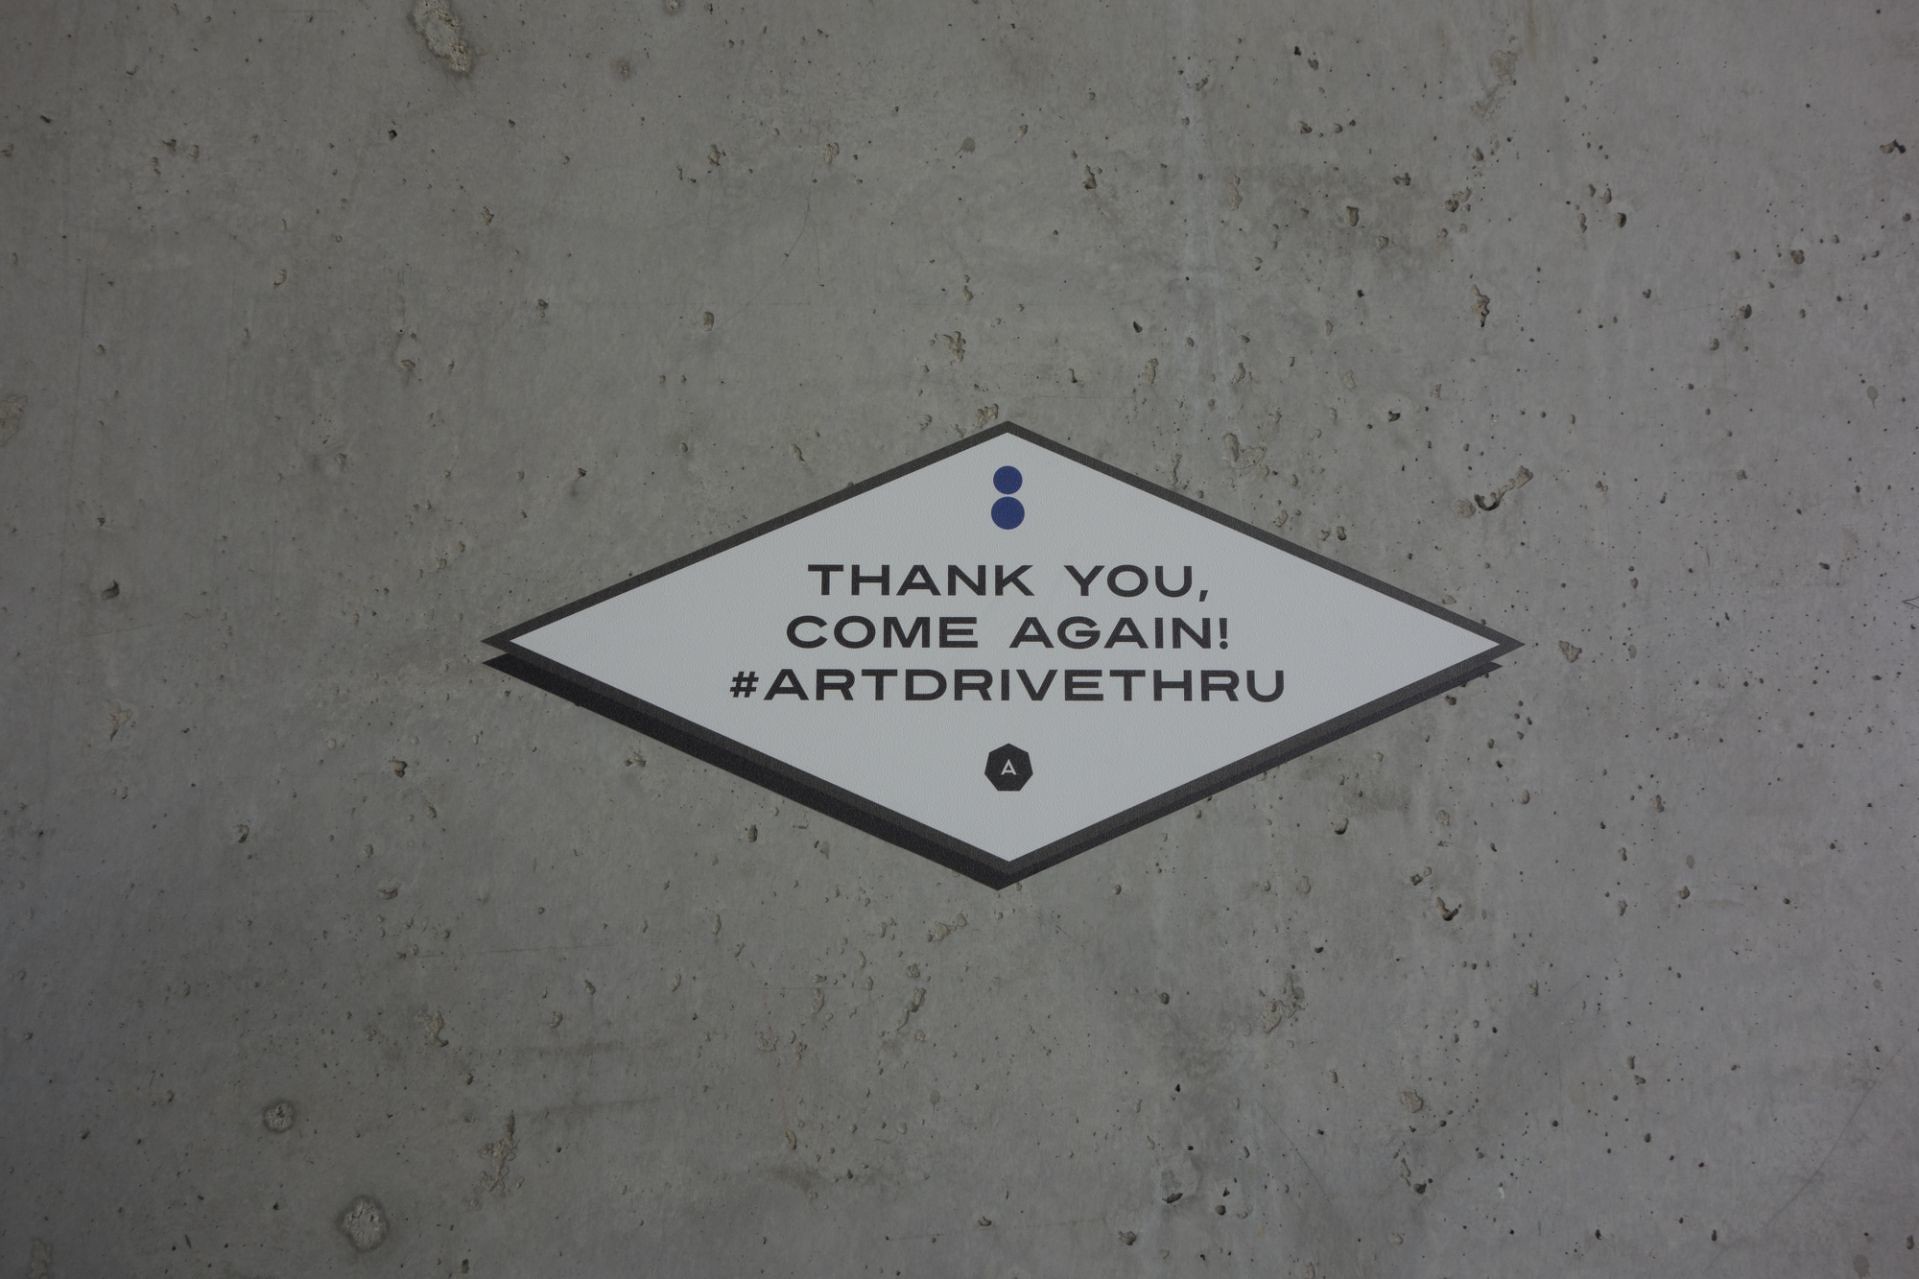 THANK YOU,
COME AGAIN!
#ARTDRIVETHRU
A